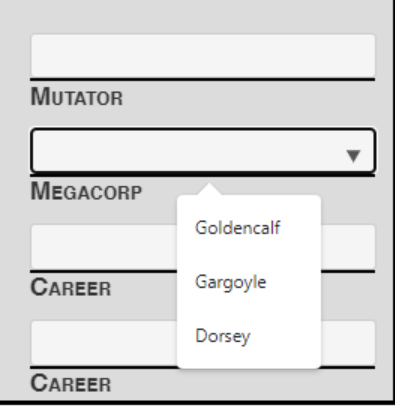 Mutator
Megacorp
Goldencalf
Gargoyle
Career
Dorsey
Career